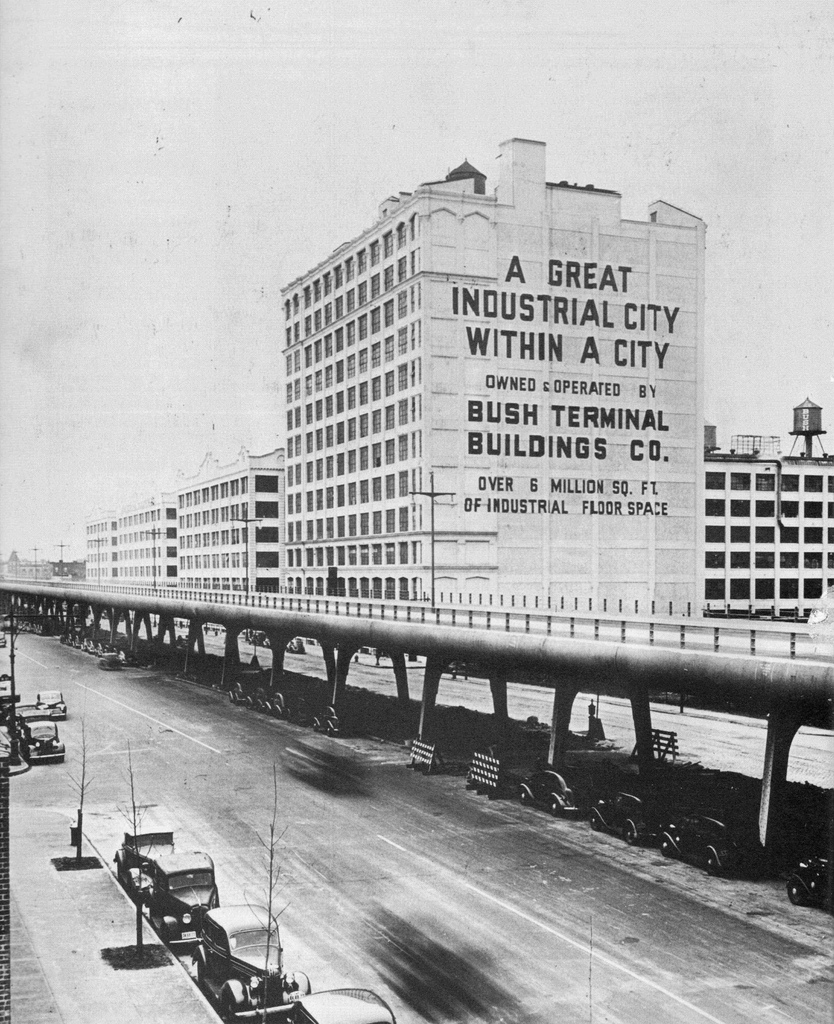 A GREAT
INDUSTRIAL CITY
WITHIN A CITY
OWNED & OPERATED BY
BUSH TERMINAL
BUILDINGS CO.
OVER 6 MILLION SQ. FT.
OF INDUSTRIAL FLOOR SPACE
BUSH